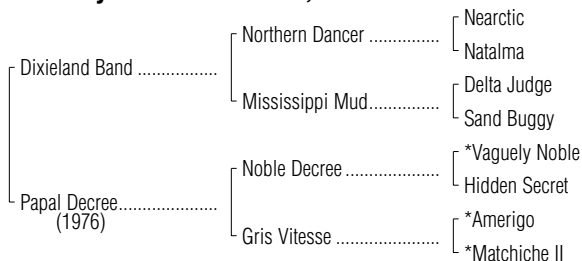 Nearctic
Northern Dancer ................
Natalma
Dixieland Band .................
Delta Judge
Mississippi Mud................
Sand Buggy
*Vaguely Noble
Noble Decree .....................
Hidden Secret
Papal Decree.....................
(1976)
*Amerigo
Gris Vitesse .......................
*Matchiche II